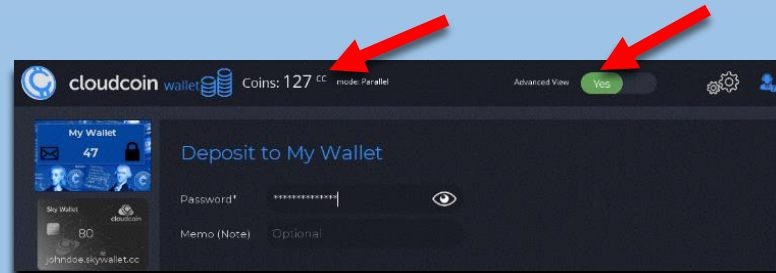 cloudcoin wallet Coins: 127 cc mode: Parallel Advanced View Yes
My Wallet
47
Deposit to My Wallet
Password* *************
Memo (Note) Optional
Sky Wallet
cloudcoin
80
johndoe.skywallet.cc